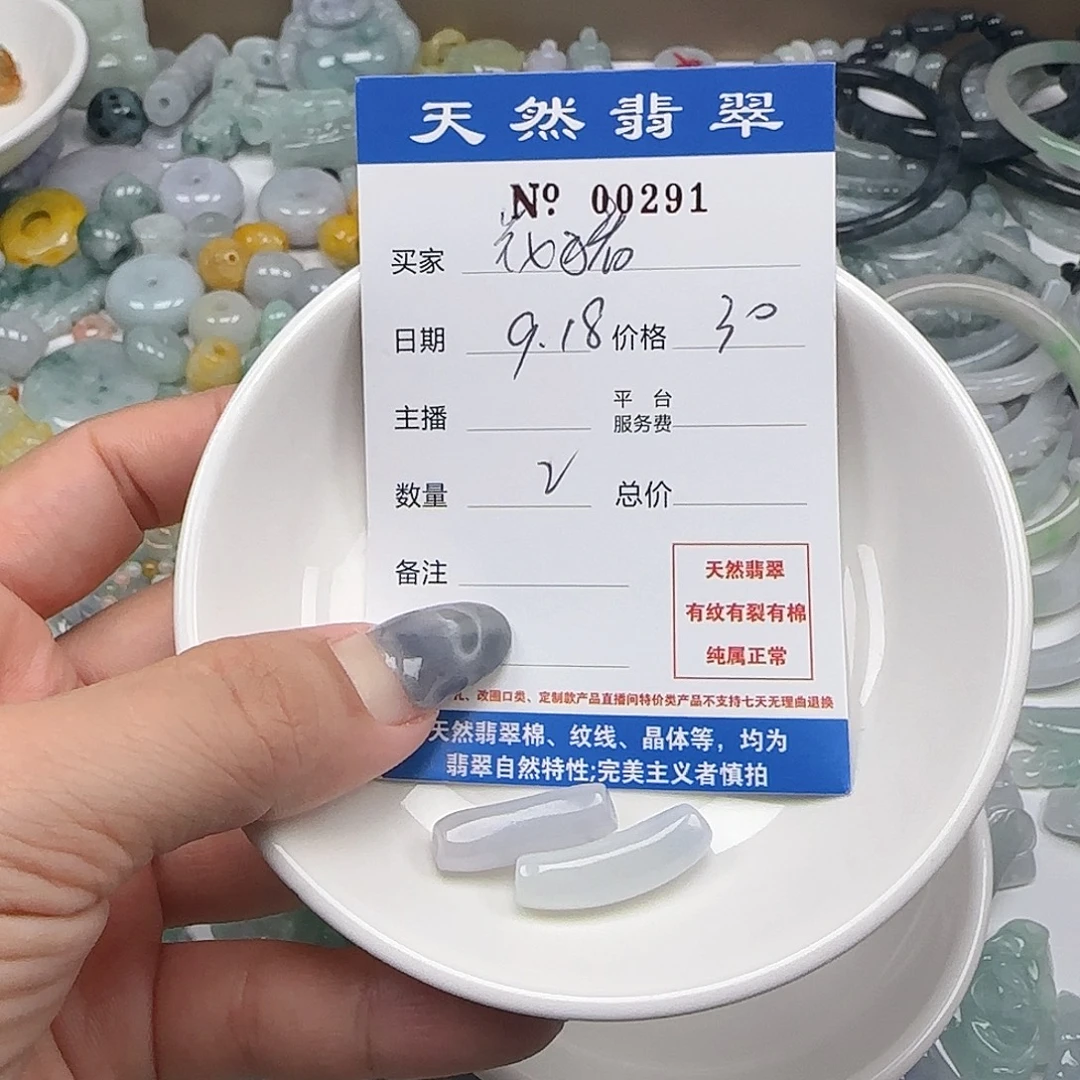 天然翡翠
Nº 00291
买家
日期 9.18 价格 30
主播 平台服务费
数量 2 总价
备注
天然翡翠
有纹有裂有棉
纯属正常
、改圈口类、定制款产品直播间特价类产品不支持七天无理由退换
天然翡翠棉、纹线、晶体等，均为
翡翠自然特性;完美主义者慎拍